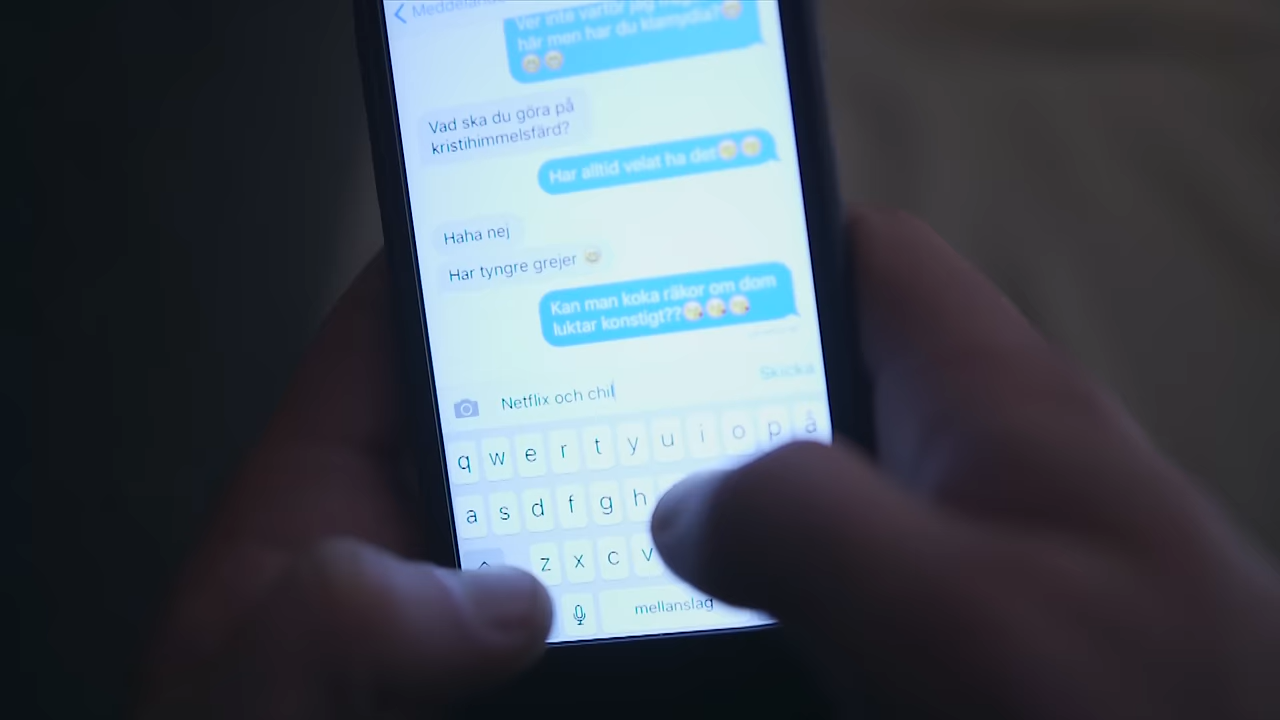 Meddelanden
Ver inte varför jag
här men har du klamydia?
Vad ska du göra på
kristihimmelsfärd?
Har alltid velat ha det
Haha nej
Har tyngre grejer
Kan man koka räkor om dom
luktar konstigt??
Skicka
Netflix och chil
q w e r t y u i o p å
a s d f g h
z x c v
mellanslag